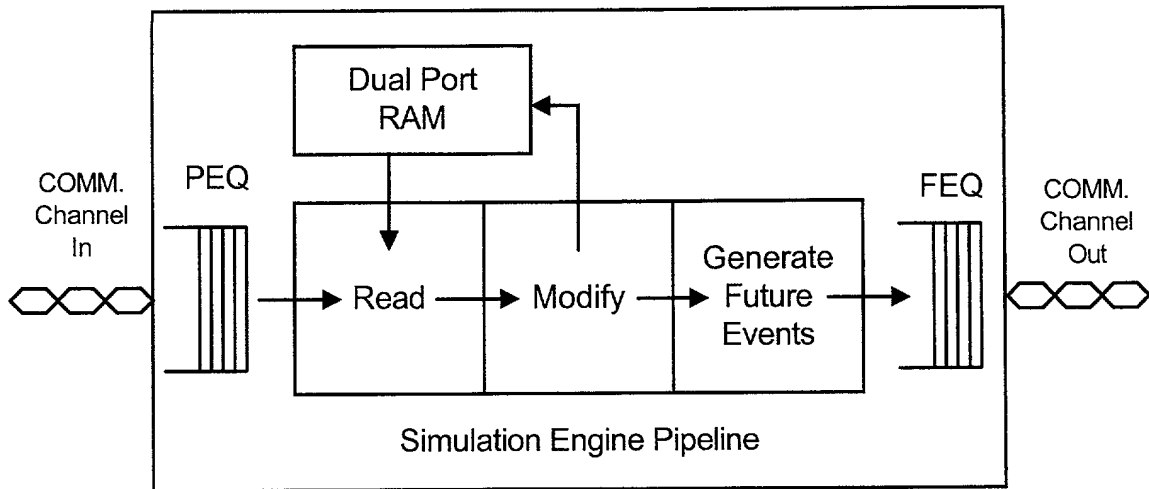 Dual Port
RAM
PEQ
FEQ
COMM.
Channel
In
COMM.
Channel
Out
Read
Modify
Generate
Future
Events
Simulation Engine Pipeline